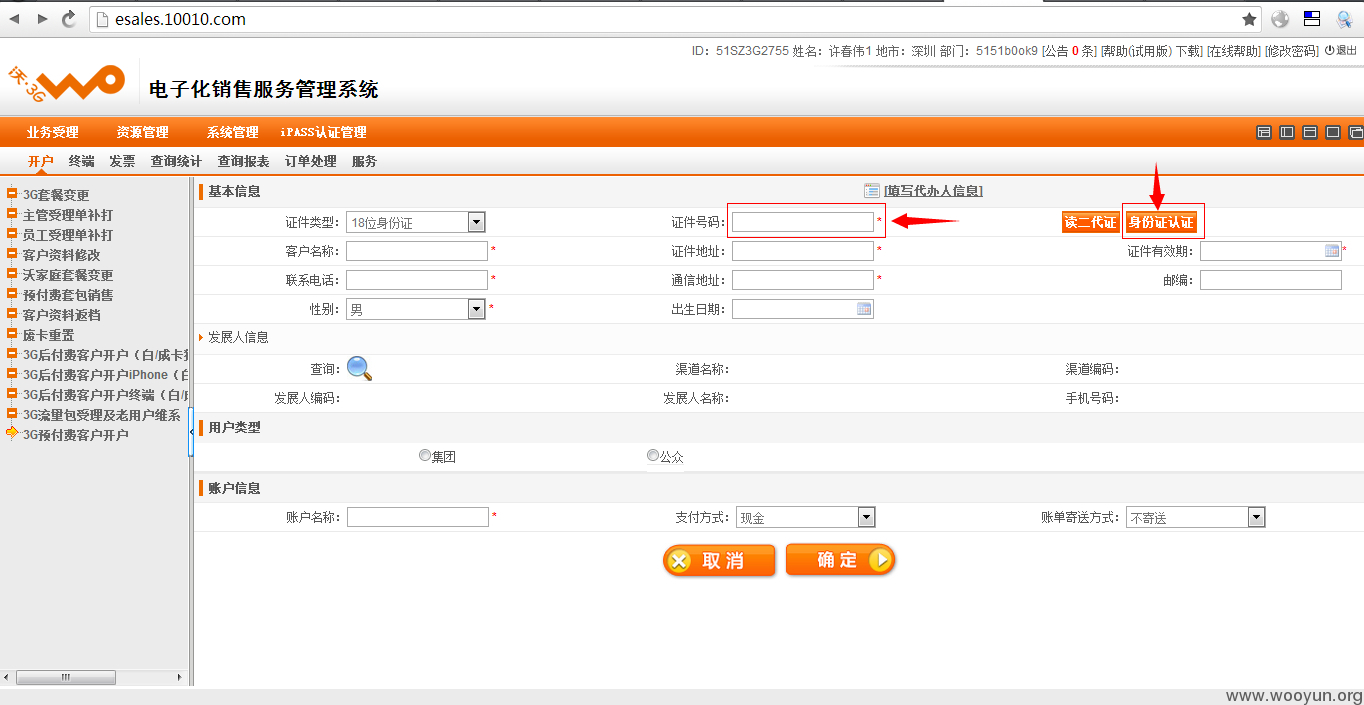 esales.10010.com
ID: 51SZ3G2755 姓名: 许春伟1 地市: 深圳 部门: 5151b0ok9 [公告 0 条] [帮助(试用版) 下载] [在线帮助] [修改密码] 退出
沃·3G WO 电子化销售服务管理系统
业务受理 资源管理 系统管理 iPASS认证管理
开户 终端 发票 查询统计 查询报表 订单处理 服务
3G套餐变更
主管受理单补打
员工受理单补打
客户资料修改
沃家庭套餐变更
预付费套包销售
客户资料返档
废卡重置
3G后付费客户开户（白/成卡
3G后付费客户开户iPhone（白
3G后付费客户开户终端（白/
3G流量包受理及老用户维系
3G预付费客户开户
基本信息 [填写代办人信息]
证件类型: 18位身份证 证件号码: * 读二代证 身份证认证
客户名称: * 证件地址: * 证件有效期: *
联系电话: * 通信地址: * 邮编:
性别: 男 * 出生日期:
发展人信息
查询: 渠道名称: 渠道编码:
发展人编码: 发展人名称: 手机号码:
用户类型
集团 公众
账户信息
账户名称: * 支付方式: 现金 账单寄送方式: 不寄送
取消 确定
www.wooyun.org